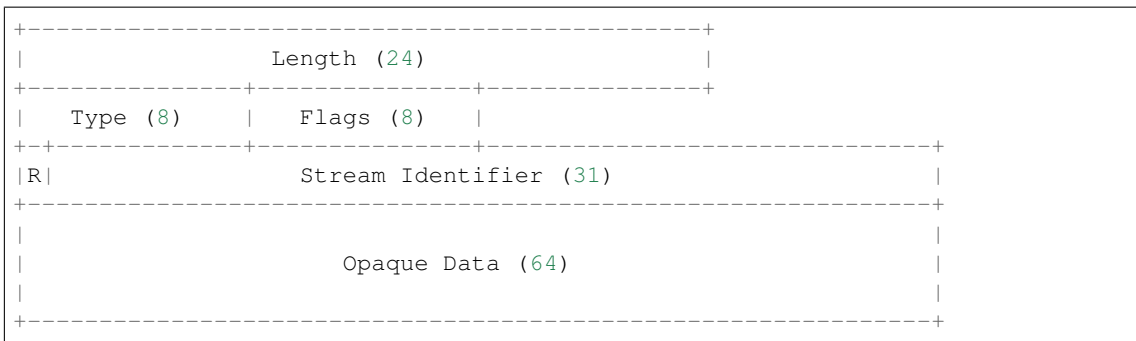 +-----------------------------------------------+
|                 Length (24)                   |
+---------------+---------------+---------------+
|   Type (8)    |   Flags (8)   |
+-+-------------+---------------+-------------------------------+
|R|                 Stream Identifier (31)                      |
+---------------------------------------------------------------+
|                                                               |
|                      Opaque Data (64)                         |
|                                                               |
+---------------------------------------------------------------+